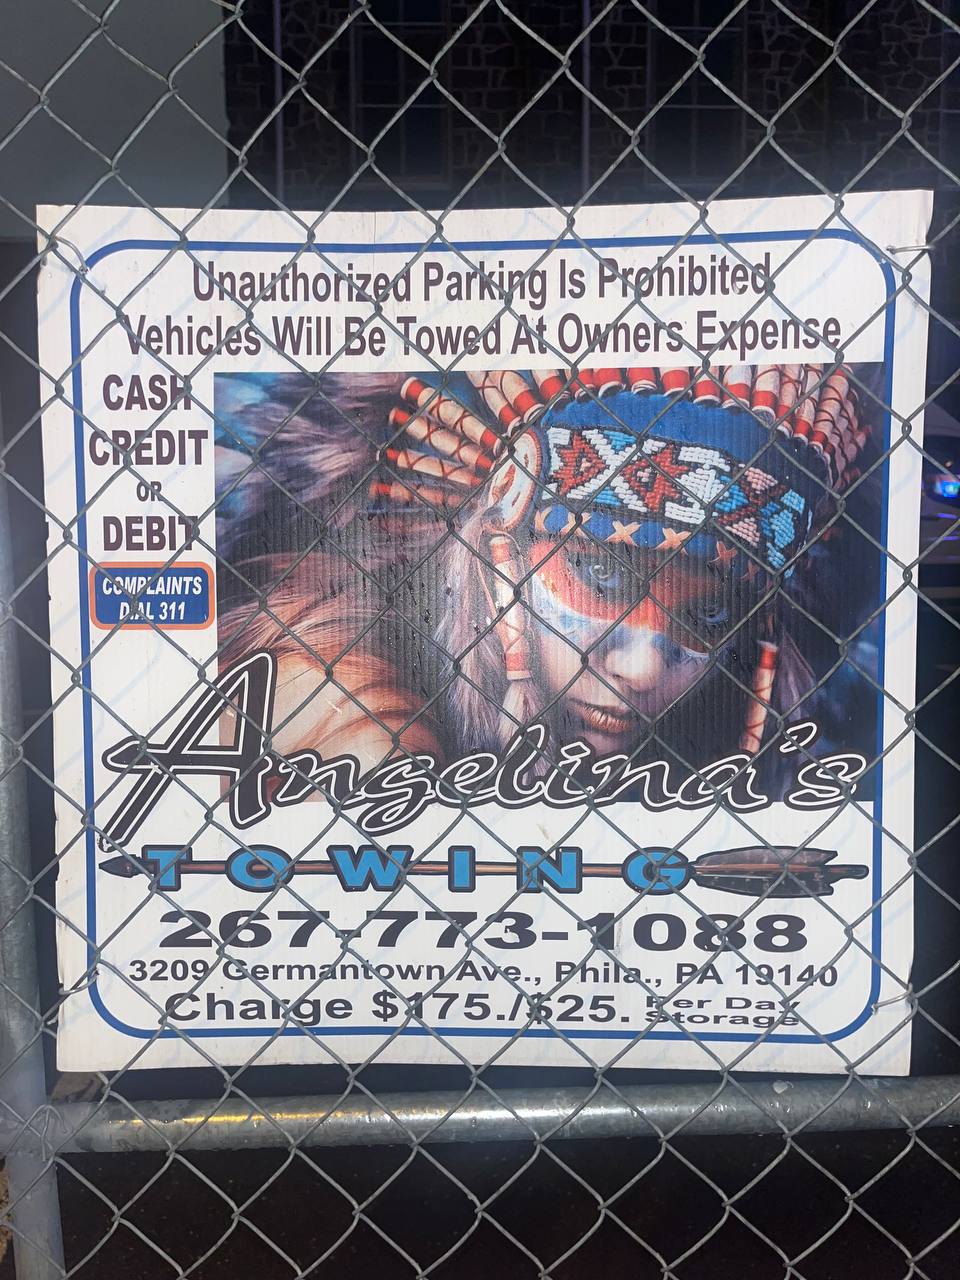 Unauthorized Parking Is Prohibited
Vehicles Will Be Towed At Owners Expense
CASH
CREDIT
OR
DEBIT
COMPLAINTS
DIAL 311
Angelina's
TOWING
267-773-1088
3209 Germantown Ave., Phila., PA 19140
Charge $175./$25. Per Day
Storage